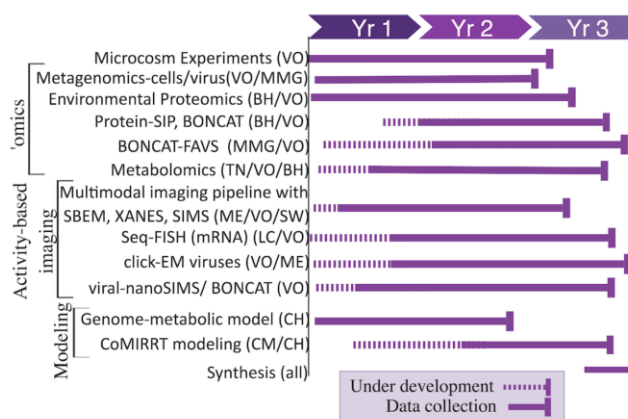 Yr 1 Yr 2 Yr 3
Microcosm Experiments (VO)
Metagenomics-cells/virus(VO/MMG)
Environmental Proteomics (BH/VO)
Protein-SIP, BONCAT (BH/VO)
BONCAT-FAVS (MMG/VO)
Metabolomics (TN/VO/BH)
'omics
Multimodal imaging pipeline with
SBEM, XANES, SIMS (ME/VO/SW)
Seq-FISH (mRNA) (LC/VO)
click-EM viruses (VO/ME)
viral-nanoSIMS/ BONCAT (VO)
Activity-based
imaging
Genome-metabolic model (CH)
CoMIRRT modeling (CM/CH)
Modeling
Synthesis (all)
Under development
Data collection